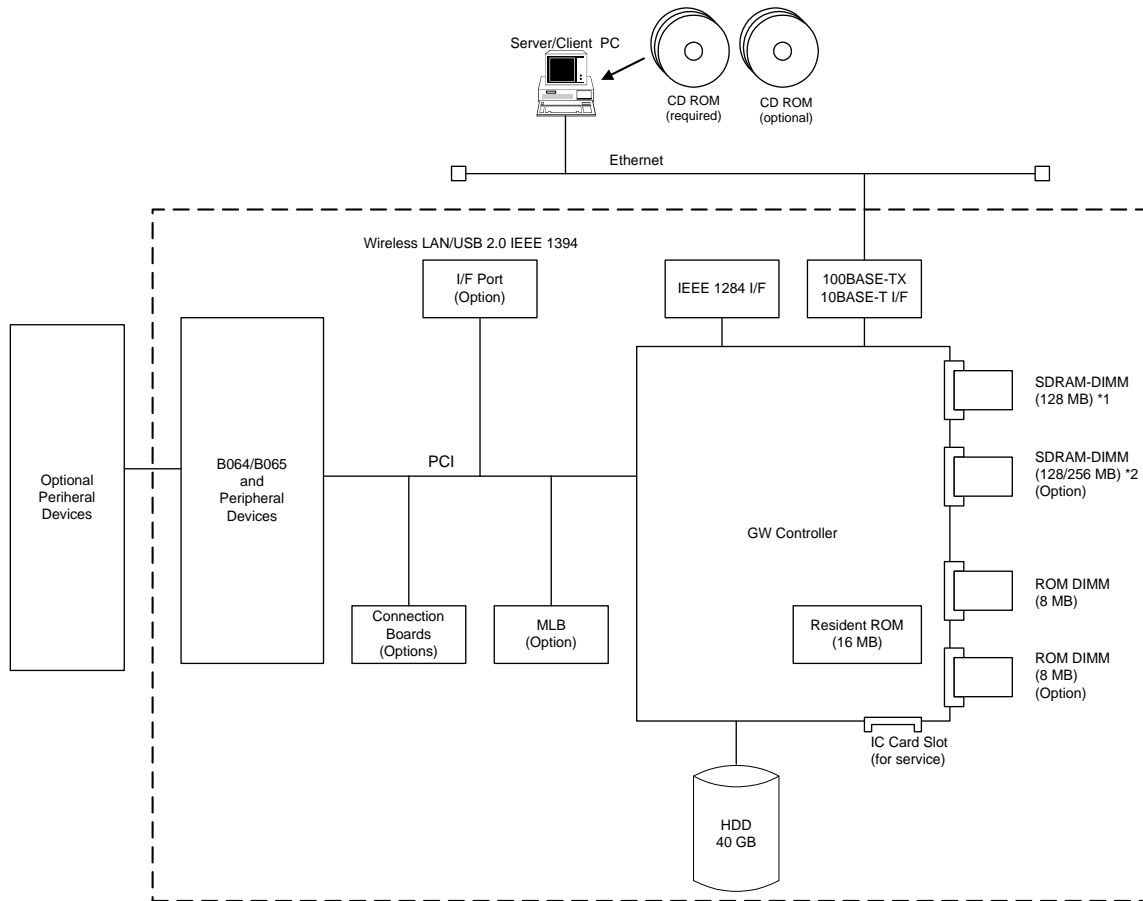 Server/Client PC
CD ROM
(required)
CD ROM
(optional)
Ethernet
Wireless LAN/USB 2.0 IEEE 1394
I/F Port
(Option)
IEEE 1284 I/F
100BASE-TX
10BASE-T I/F
SDRAM-DIMM
(128 MB) *1
SDRAM-DIMM
(128/256 MB) *2
(Option)
Optional
Periheral
Devices
B064/B065
and
Peripheral
Devices
PCI
GW Controller
ROM DIMM
(8 MB)
Connection
Boards
(Options)
MLB
(Option)
Resident ROM
(16 MB)
ROM DIMM
(8 MB)
(Option)
IC Card Slot
(for service)
HDD
40 GB